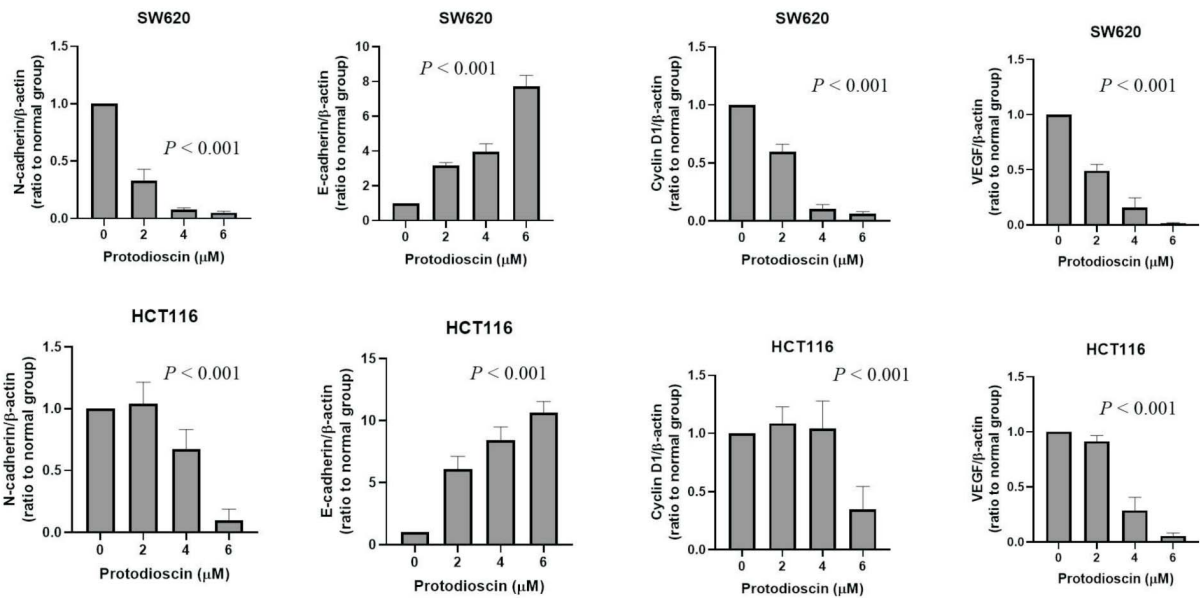 SW620
N-cadherin/β-actin
(ratio to normal group)
1.5
1.0
0.5
0.0
P < 0.001
0 2 4 6
Protodioscin (μM)
SW620
E-cadherin/β-actin
(ratio to normal group)
10
8
6
4
2
0
P < 0.001
0 2 4 6
Protodioscin (μM)
SW620
Cyclin D1/β-actin
(ratio to normal group)
1.5
1.0
0.5
0.0
P < 0.001
0 2 4 6
Protodioscin (μM)
SW620
VEGF/β-actin
(ratio to normal group)
1.5
1.0
0.5
0.0
P < 0.001
0 2 4 6
Protodioscin (μM)
HCT116
N-cadherin/β-actin
(ratio to normal group)
1.5
1.0
0.5
0.0
P < 0.001
0 2 4 6
Protodioscin (μM)
HCT116
E-cadherin/β-actin
(ratio to normal group)
15
10
5
0
P < 0.001
0 2 4 6
Protodioscin (μM)
HCT116
Cyclin D1/β-actin
(ratio to normal group)
1.5
1.0
0.5
0.0
P < 0.001
0 2 4 6
Protodioscin (μM)
HCT116
VEGF/β-actin
(ratio to normal group)
1.5
1.0
0.5
0.0
P < 0.001
0 2 4 6
Protodioscin (μM)